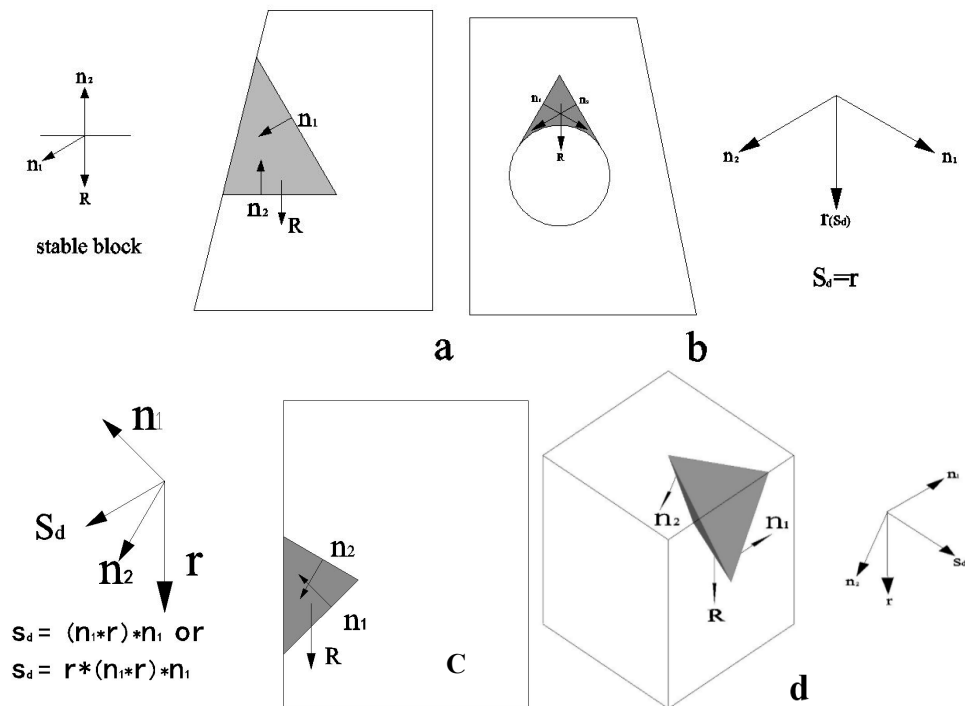 n₂
n₁
R
stable block
n₁
n₂
R
a
R
b
n₂
n₁
r(Sd)
Sd=r
n₁
Sd
n₂
r
sd = (n₁*r)*n₁ or
sd = r*(n₁*r)*n₁
n₂
n₁
R
C
n₂
n₁
R
d
n₁
Sd
n₂
r